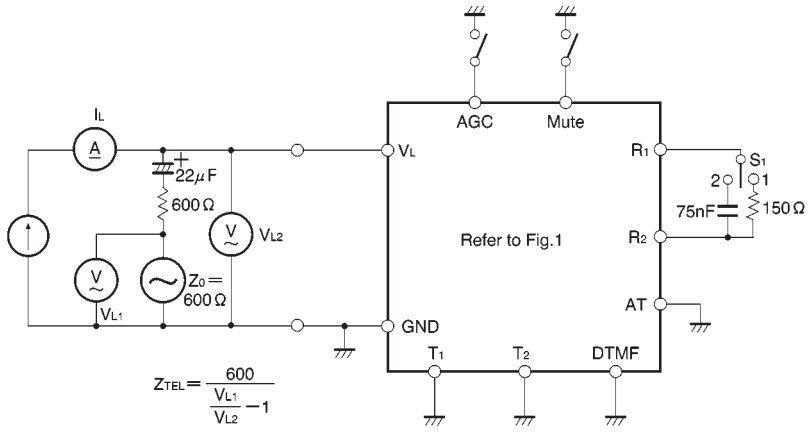 IL
A
+
22μF
600Ω
V
VL1
Z0=
600Ω
V
VL2
VL
GND
AGC
Mute
Refer to Fig.1
R1
R2
AT
T1
T2
DTMF
S1
2
1
75nF
150Ω
ZTEL = 600 / (VL1 / VL2 − 1)